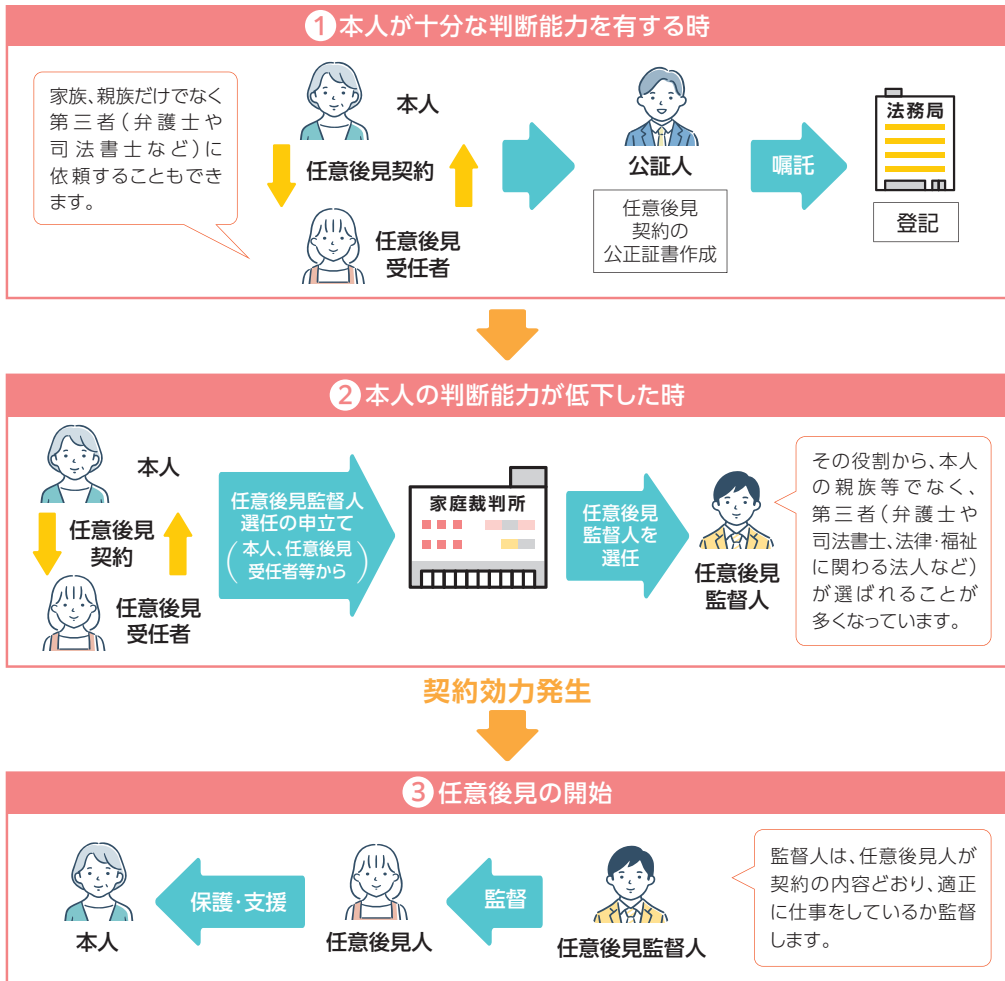 1 本人が十分な判断能力を有する時
家族、親族だけでなく
第三者（弁護士や
司法書士など）に
依頼することもでき
ます。
本人
任意後見契約
任意後見
受任者
公証人
任意後見
契約の
公正証書作成
嘱託
法務局
登記
2 本人の判断能力が低下した時
本人
任意後見
契約
任意後見
受任者
任意後見監督人
選任の申立て
（本人、任意後見
受任者等から）
家庭裁判所
任意後見
監督人を
選任
任意後見
監督人
その役割から、本人
の親族等でなく、
第三者（弁護士や
司法書士、法律・福祉
に関わる法人など）
が選ばれることが
多くなっています。
契約効力発生
3 任意後見の開始
本人
保護・支援
任意後見人
監督
任意後見監督人
監督人は、任意後見人が
契約の内容どおり、適正
に仕事をしているか監督
します。